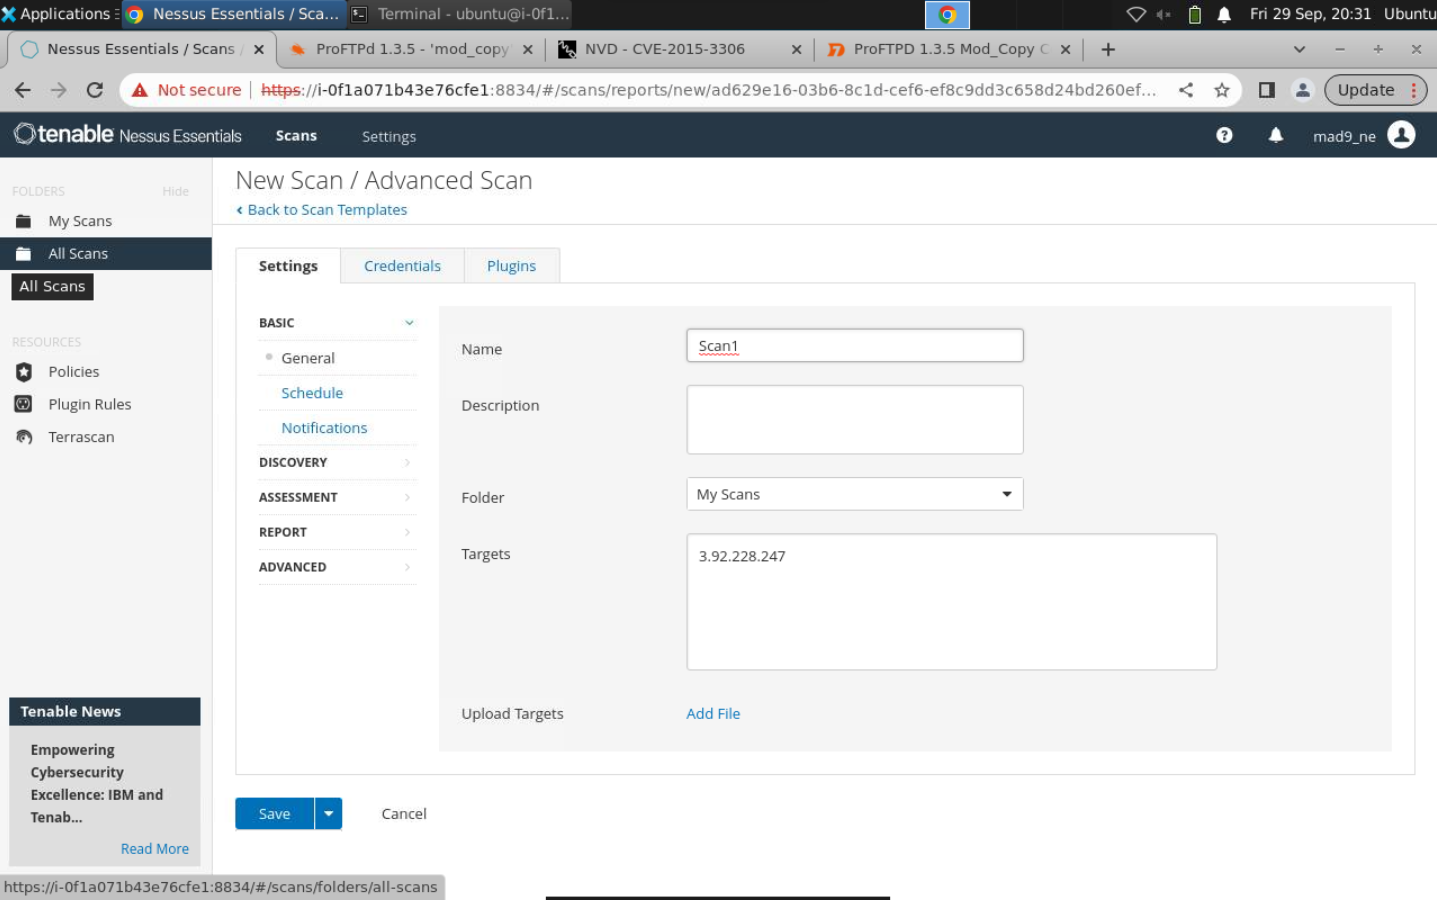 Applications
Nessus Essentials / Sca...
Terminal - ubuntu@i-0f1...
Fri 29 Sep, 20:31
Ubuntu
Nessus Essentials / Scans /
ProFTPd 1.3.5 - 'mod_copy'
NVD - CVE-2015-3306
ProFTPD 1.3.5 Mod_Copy C
Not secure
https://i-0f1a071b43e76cfe1:8834/#/scans/reports/new/ad629e16-03b6-8c1d-cef6-ef8c9dd3c658d24bd260ef...
Update
tenable Nessus Essentials
Scans
Settings
mad9_ne
FOLDERS
Hide
My Scans
All Scans
All Scans
RESOURCES
Policies
Plugin Rules
Terrascan
Tenable News
Empowering
Cybersecurity
Excellence: IBM and
Tenab...
Read More
New Scan / Advanced Scan
Back to Scan Templates
Settings
Credentials
Plugins
BASIC
General
Schedule
Notifications
DISCOVERY
ASSESSMENT
REPORT
ADVANCED
Name
Scan1
Description
Folder
My Scans
Targets
3.92.228.247
Upload Targets
Add File
Save
Cancel
https://i-0f1a071b43e76cfe1:8834/#/scans/folders/all-scans